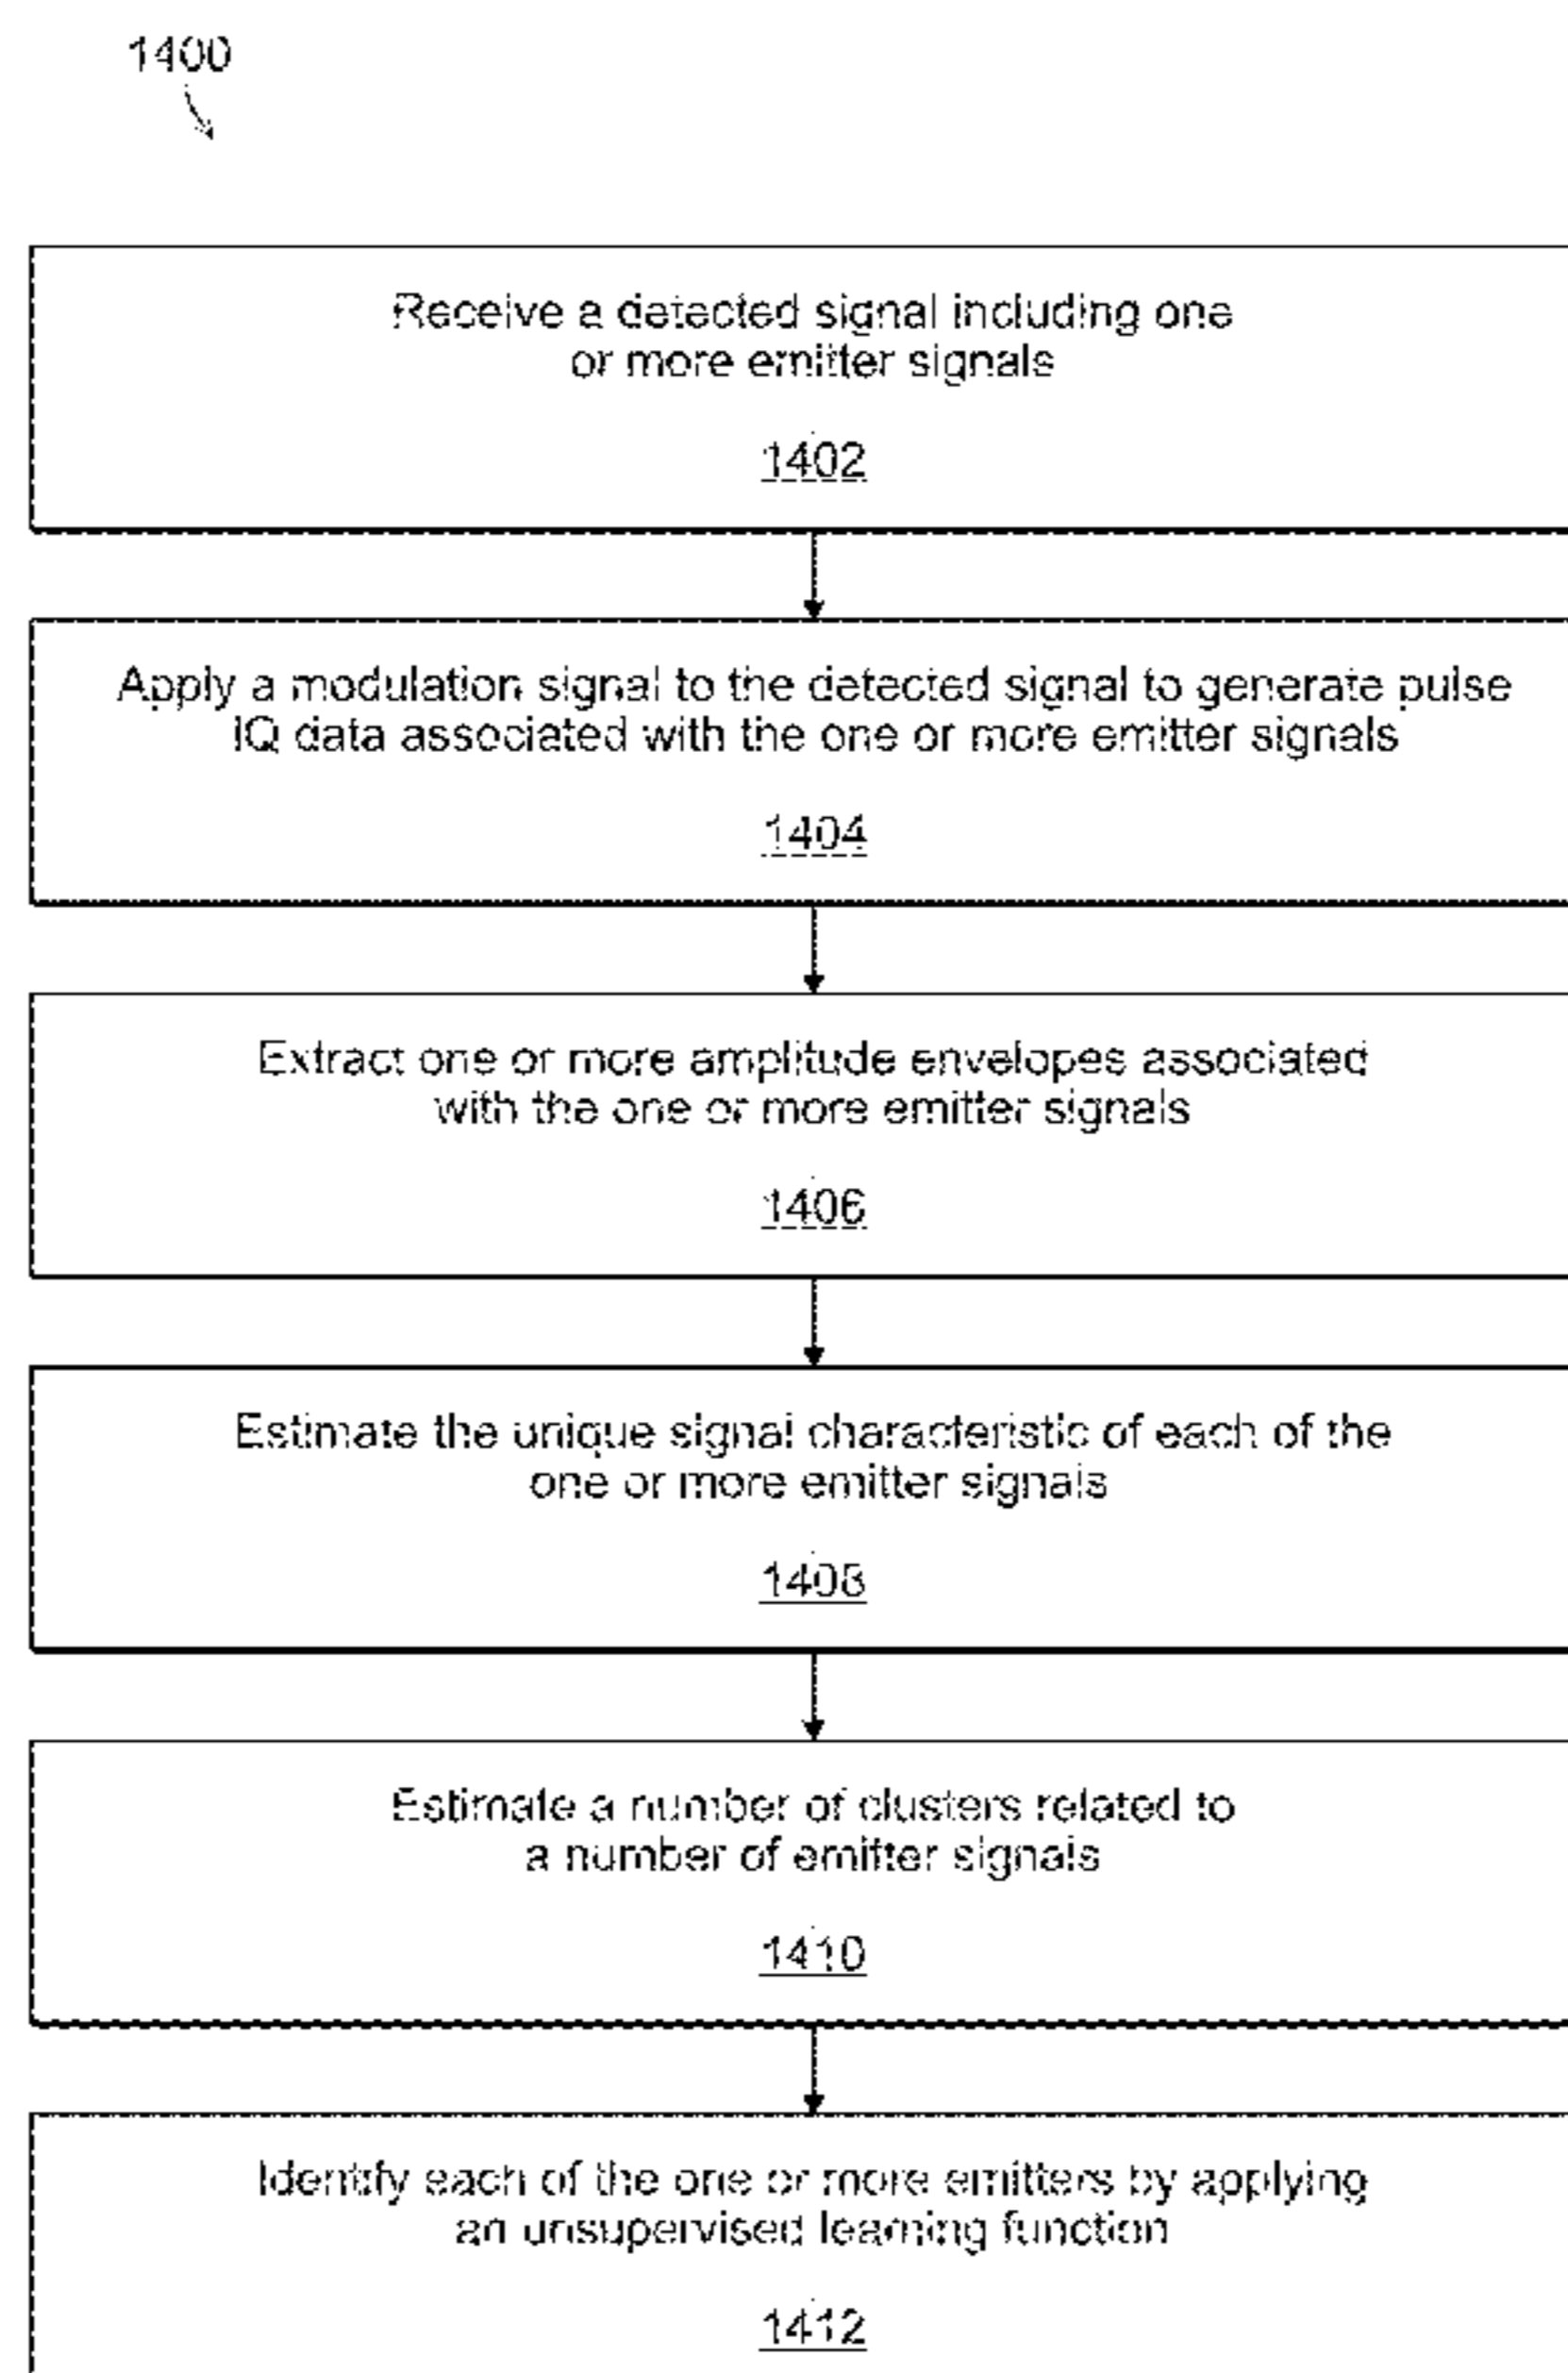 1400
Receive a detected signal including one
or more emitter signals
1402
Apply a modulation signal to the detected signal to generate pulse
IQ data associated with the one or more emitter signals
1404
Extract one or more amplitude envelopes associated
with the one or more emitter signals
1406
Estimate the unique signal characteristic of each of the
one or more emitter signals
1408
Estimate a number of clusters related to
a number of emitter signals
1410
Identify each of the one or more emitters by applying
an unsupervised learning function
1412